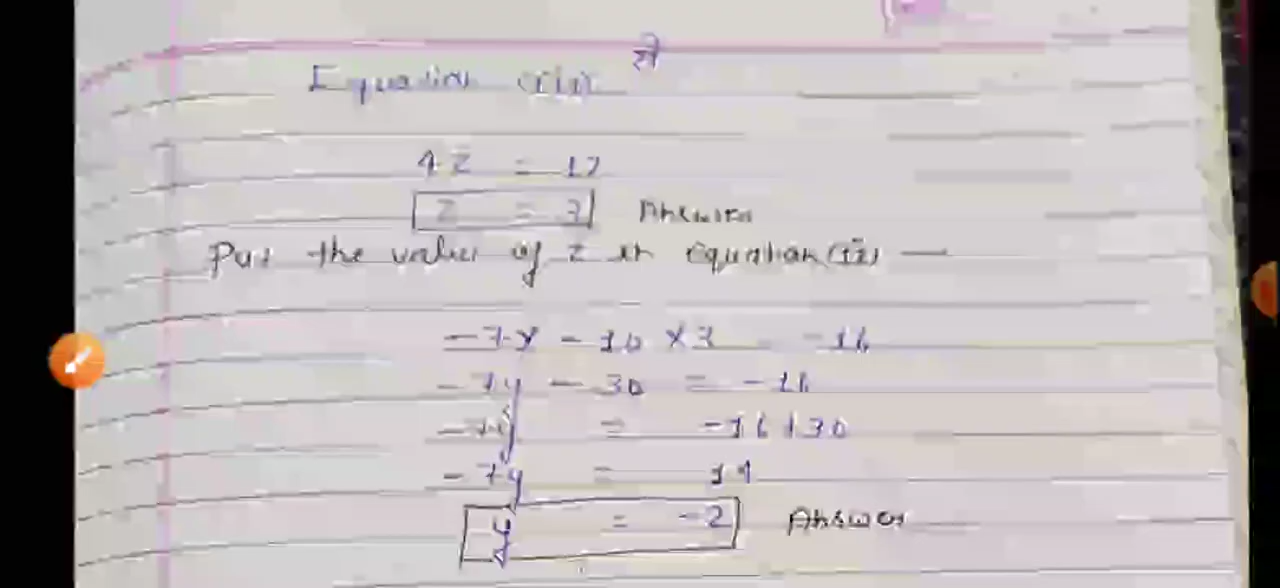 से
Equation (iii)
4z = 12
z = 3 Answer
Put the value of z in equation (ii) —
-7y - 10 × 3 = -16
-7y - 30 = -16
-7y = -16 + 30
-7y = 14
y = -2 Answer